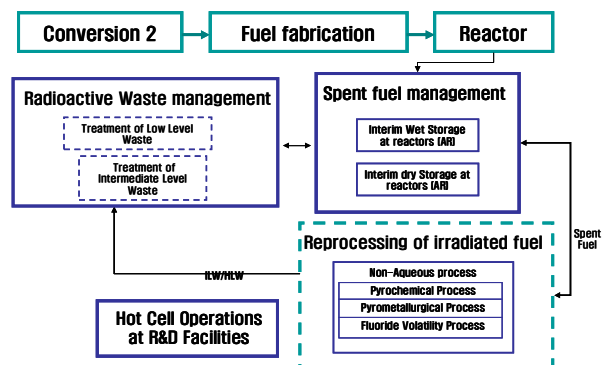 Conversion 2
Fuel fabrication
Reactor
Radioactive Waste management
Treatment of Low Level
Waste
Treatment of
Intermediate Level
Waste
Spent fuel management
Interim Wet Storage
at reactors (AR)
Interim dry Storage at
reactors (AR)
Spent
Fuel
Reprocessing of irradiated fuel
Non-Aqueous process
Pyrochemical Process
Pyrometallurgical Process
Fluoride Volatility Process
ILW/HLW
Hot Cell Operations
at R&D Facilities